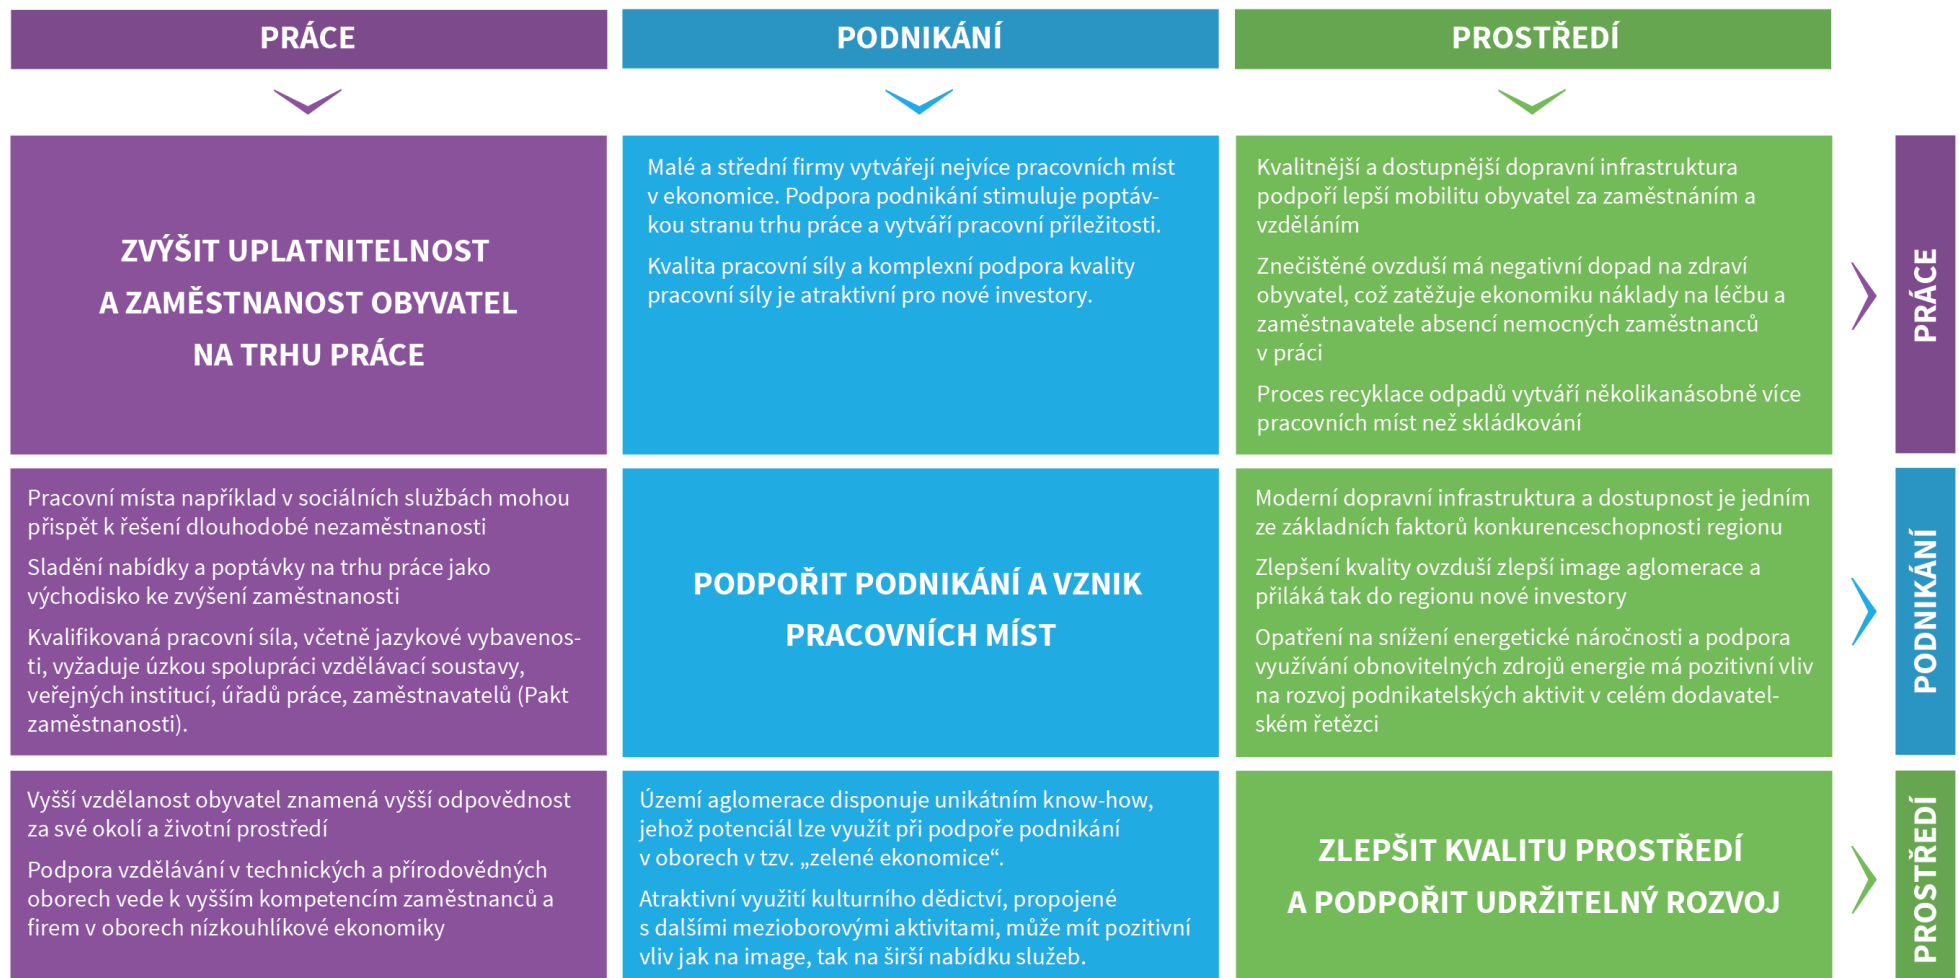 PRÁCE
PODNIKÁNÍ
PROSTŘEDÍ
ZVÝŠIT UPLATNITELNOST
A ZAMĚSTNANOST OBYVATEL
NA TRHU PRÁCE
Malé a střední firmy vytvářejí nejvíce pracovních míst
v ekonomice. Podpora podnikání stimuluje poptáv-
kou stranu trhu práce a vytváří pracovní příležitosti.
Kvalita pracovní síly a komplexní podpora kvality
pracovní síly je atraktivní pro nové investory.
Kvalitnější a dostupnější dopravní infrastruktura
podpoří lepší mobilitu obyvatel za zaměstnáním a
vzděláním
Znečištěné ovzduší má negativní dopad na zdraví
obyvatel, což zatěžuje ekonomiku náklady na léčbu a
zaměstnavatele absencí nemocných zaměstnanců
v práci
Proces recyklace odpadů vytváří několikanásobně více
pracovních míst než skládkování
PRÁCE
Pracovní místa například v sociálních službách mohou
přispět k řešení dlouhodobé nezaměstnanosti
Sladění nabídky a poptávky na trhu práce jako
východisko ke zvýšení zaměstnanosti
Kvalifikovaná pracovní síla, včetně jazykové vybavenos-
ti, vyžaduje úzkou spolupráci vzdělávací soustavy,
veřejných institucí, úřadů práce, zaměstnavatelů (Pakt
zaměstnanosti).
PODPOŘIT PODNIKÁNÍ A VZNIK
PRACOVNÍCH MÍST
Moderní dopravní infrastruktura a dostupnost je jedním
ze základních faktorů konkurenceschopnosti regionu
Zlepšení kvality ovzduší zlepší image aglomerace a
přiláká tak do regionu nové investory
Opatření na snížení energetické náročnosti a podpora
využívání obnovitelných zdrojů energie má pozitivní vliv
na rozvoj podnikatelských aktivit v celém dodavatel-
ském řetězci
PODNIKÁNÍ
Vyšší vzdělanost obyvatel znamená vyšší odpovědnost
za své okolí a životní prostředí
Podpora vzdělávání v technických a přírodovědných
oborech vede k vyšším kompetencím zaměstnanců a
firem v oborech nízkouhlíkové ekonomiky
Území aglomerace disponuje unikátním know-how,
jehož potenciál lze využít při podpoře podnikání
v oborech v tzv. „zelené ekonomice“.
Atraktivní využití kulturního dědictví, propojené
s dalšími mezioborovými aktivitami, může mít pozitivní
vliv jak na image, tak na širší nabídku služeb.
ZLEPŠIT KVALITU PROSTŘEDÍ
A PODPOŘIT UDRŽITELNÝ ROZVOJ
PROSTŘEDÍ